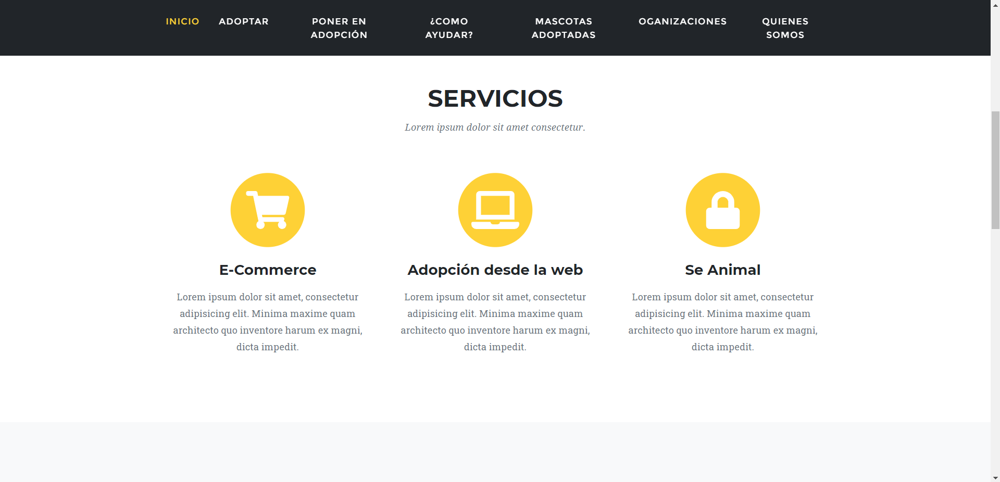 INICIO
ADOPTAR
PONER EN
ADOPCIÓN
¿COMO
AYUDAR?
MASCOTAS
ADOPTADAS
OGANIZACIONES
QUIENES
SOMOS
SERVICIOS
Lorem ipsum dolor sit amet consectetur.
E-Commerce
Lorem ipsum dolor sit amet, consectetur
adipisicing elit. Minima maxime quam
architecto quo inventore harum ex magni,
dicta impedit.
Adopción desde la web
Lorem ipsum dolor sit amet, consectetur
adipisicing elit. Minima maxime quam
architecto quo inventore harum ex magni,
dicta impedit.
Se Animal
Lorem ipsum dolor sit amet, consectetur
adipisicing elit. Minima maxime quam
architecto quo inventore harum ex magni,
dicta impedit.